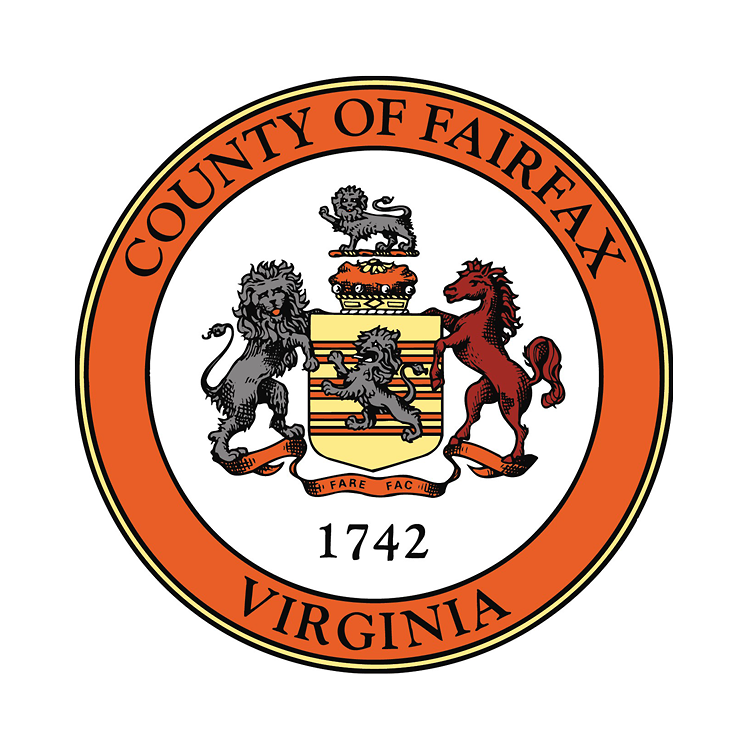 COUNTY OF FAIRFAX
FARE FAC
1742
VIRGINIA